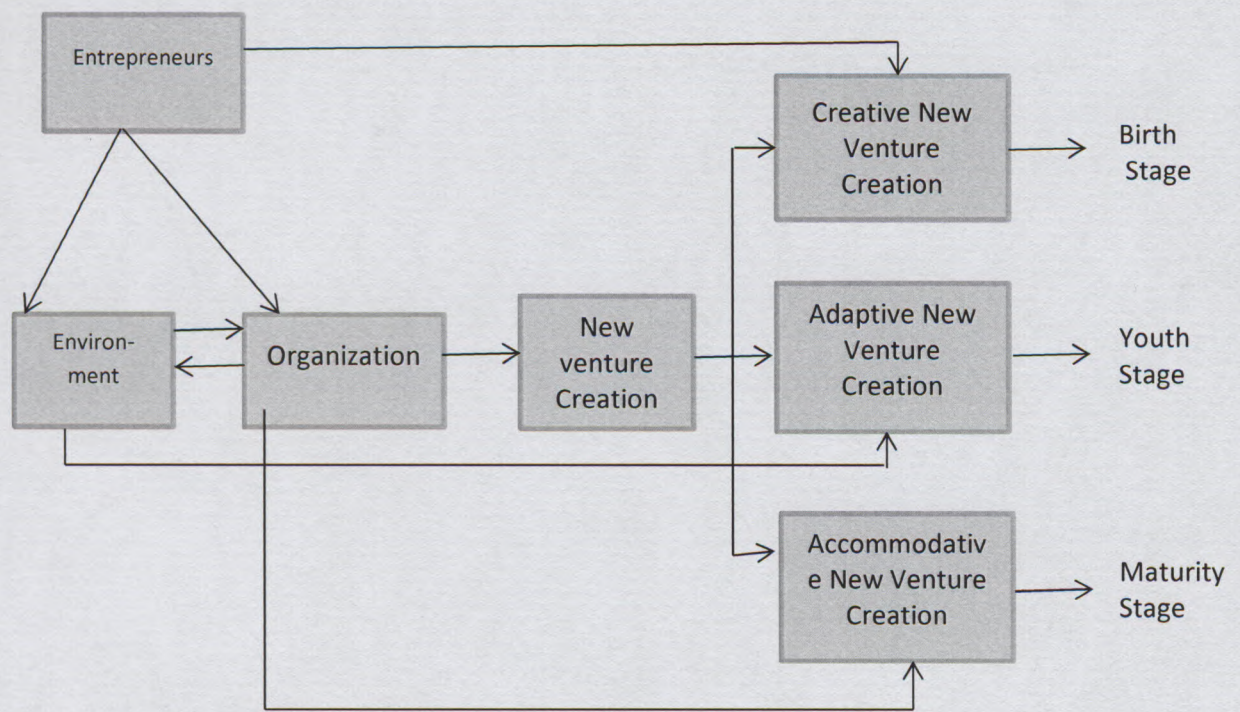 Entrepreneurs
Creative New
Venture
Creation
Birth
Stage
Environ-
ment
Organization
New
venture
Creation
Adaptive New
Venture
Creation
Youth
Stage
Accommodativ
e New Venture
Creation
Maturity
Stage